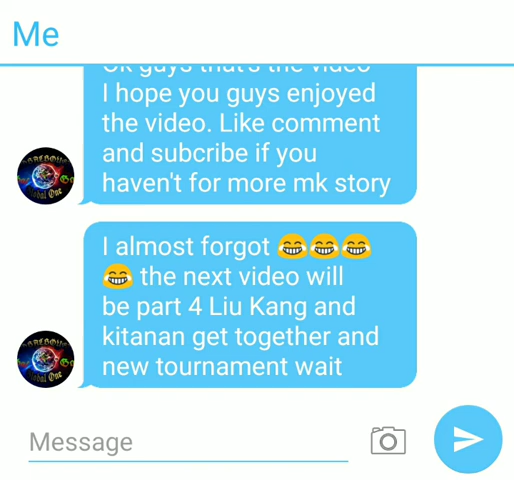 Me
Ok guys that's the video
I hope you guys enjoyed
the video. Like comment
and subcribe if you
haven't for more mk story
I almost forgot 😂😂😂
😂 the next video will
be part 4 Liu Kang and
kitanan get together and
new tournament wait
Message